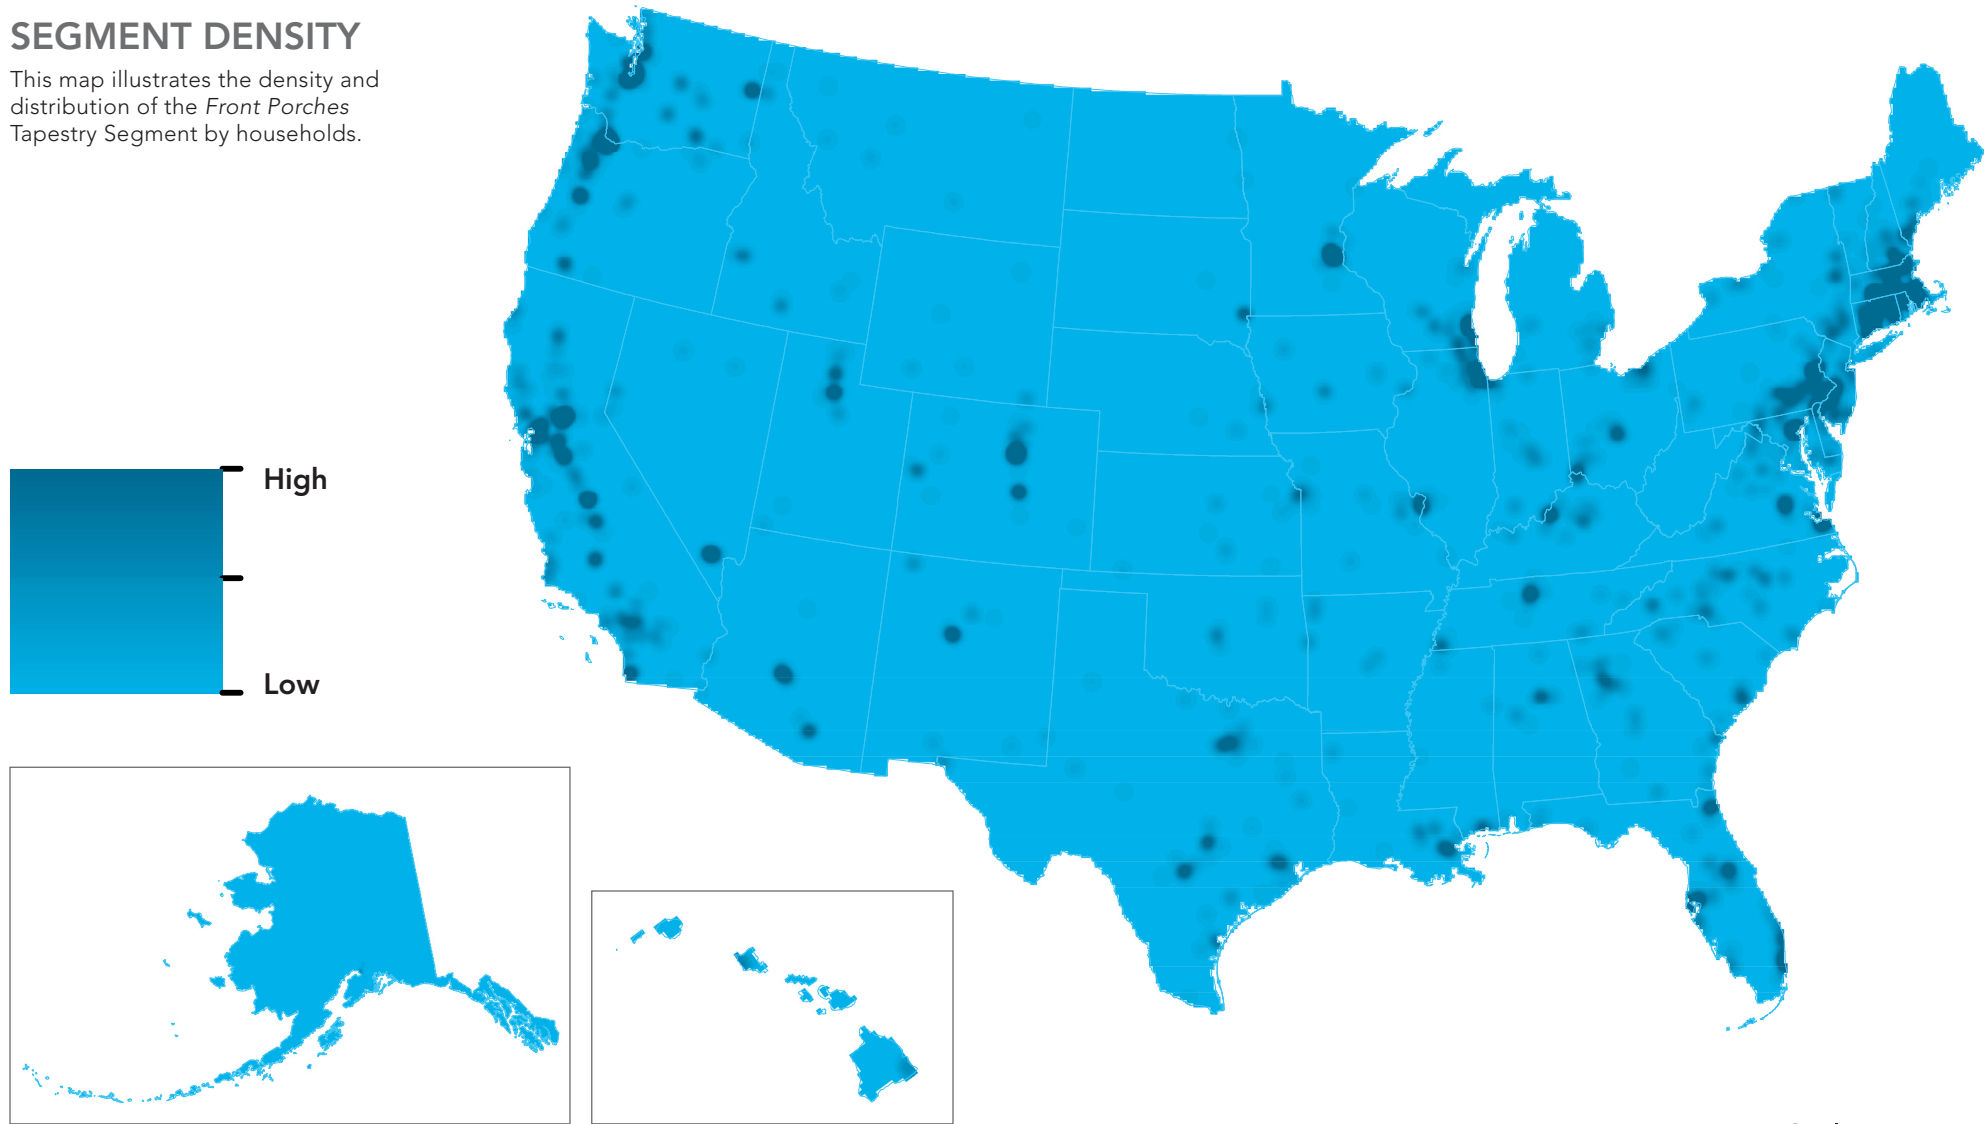 SEGMENT DENSITY
This map illustrates the density and
distribution of the Front Porches
Tapestry Segment by households.
High
Low